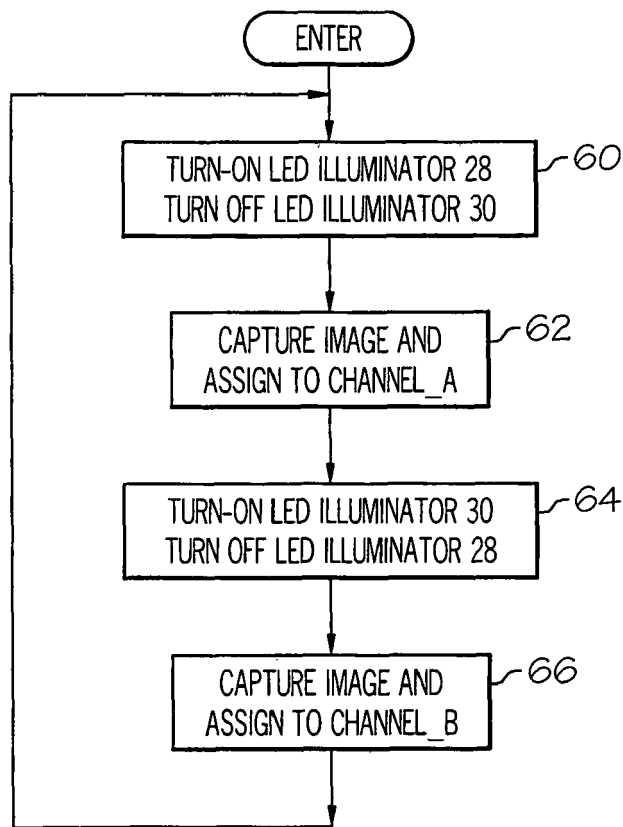 ENTER
TURN-ON LED ILLUMINATOR 28
TURN OFF LED ILLUMINATOR 30
60
CAPTURE IMAGE AND
ASSIGN TO CHANNEL_A
62
TURN-ON LED ILLUMINATOR 30
TURN OFF LED ILLUMINATOR 28
64
CAPTURE IMAGE AND
ASSIGN TO CHANNEL_B
66